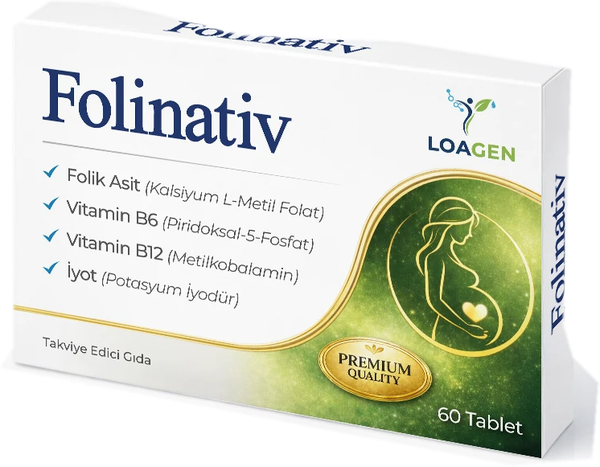 Folinativ
Folinativ
LOAGEN
Folik Asit (Kalsiyum L-Metil Folat)
Vitamin B6 (Piridoksal-5-Fosfat)
Vitamin B12 (Metilkobalamin)
İyot (Potasyum İyodür)
Takviye Edici Gıda
PREMIUM
QUALITY
60 Tablet
Folinativ